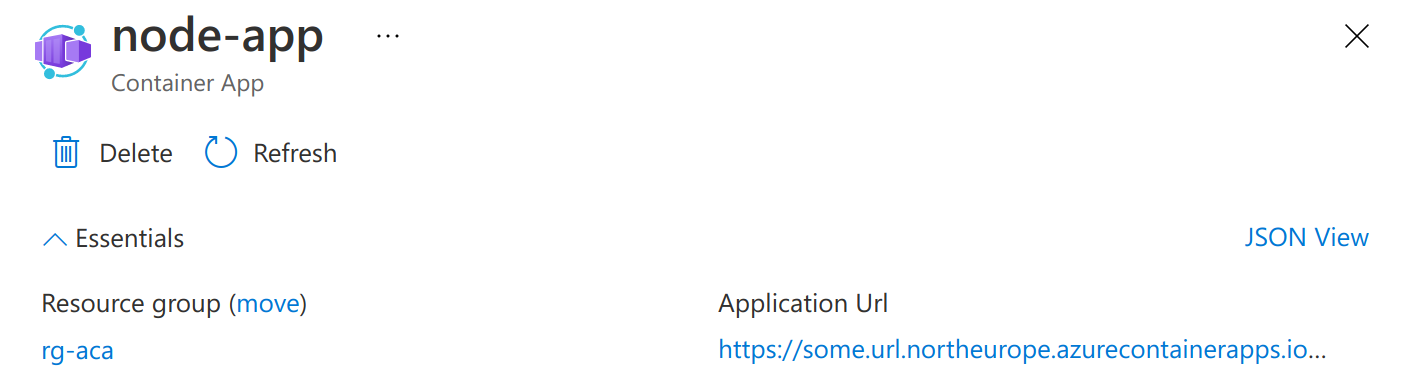 node-app ...
Container App
Delete Refresh
Essentials JSON View
Resource group (move) Application Url
rg-aca https://some.url.northeurope.azurecontainerapps.io...